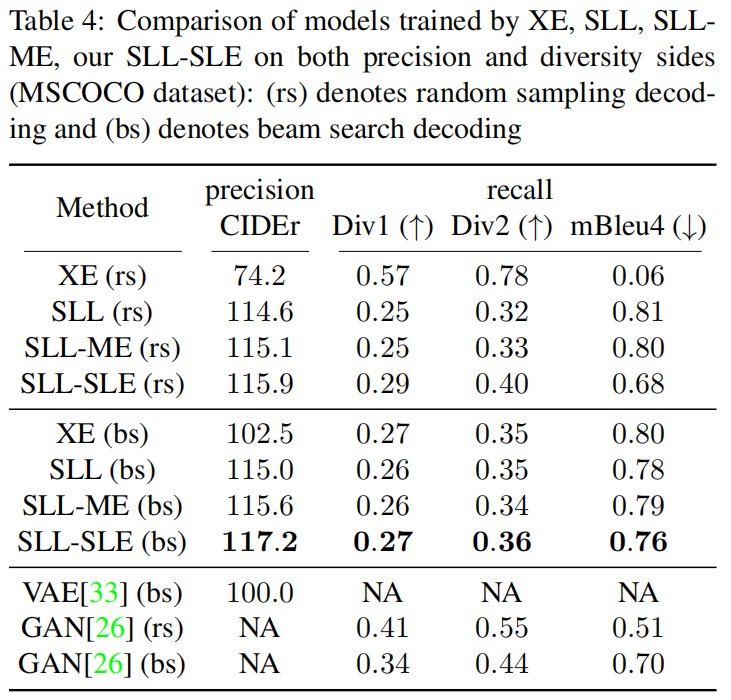 Table 4: Comparison of models trained by XE, SLL, SLL-
ME, our SLL-SLE on both precision and diversity sides
(MSCOCO dataset): (rs) denotes random sampling decod-
ing and (bs) denotes beam search decoding
Method precision recall
CIDEr Div1 (↑) Div2 (↑) mBleu4 (↓)
XE (rs) 74.2 0.57 0.78 0.06
SLL (rs) 114.6 0.25 0.32 0.81
SLL-ME (rs) 115.1 0.25 0.33 0.80
SLL-SLE (rs) 115.9 0.29 0.40 0.68
XE (bs) 102.5 0.27 0.35 0.80
SLL (bs) 115.0 0.26 0.35 0.78
SLL-ME (bs) 115.6 0.26 0.34 0.79
SLL-SLE (bs) 117.2 0.27 0.36 0.76
VAE[33] (bs) 100.0 NA NA NA
GAN[26] (rs) NA 0.41 0.55 0.51
GAN[26] (bs) NA 0.34 0.44 0.70